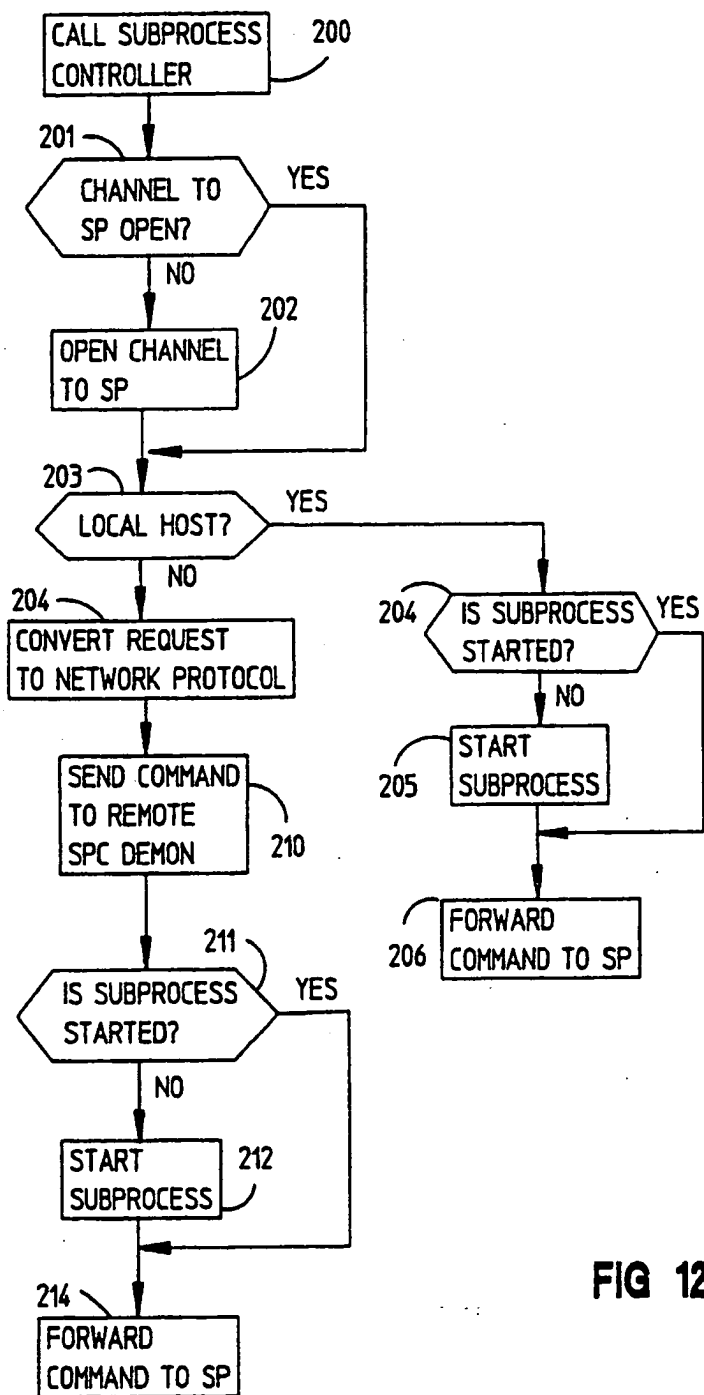 CALL SUBPROCESS
CONTROLLER
200
201
CHANNEL TO
SP OPEN?
YES
NO
202
OPEN CHANNEL
TO SP
203
LOCAL HOST?
YES
NO
204
CONVERT REQUEST
TO NETWORK PROTOCOL
204
IS SUBPROCESS
STARTED?
YES
NO
START
SUBPROCESS
205
FORWARD
COMMAND TO SP
206
SEND COMMAND
TO REMOTE
SPC DEMON
210
211
IS SUBPROCESS
STARTED?
YES
NO
START
SUBPROCESS
212
214
FORWARD
COMMAND TO SP
FIG 12